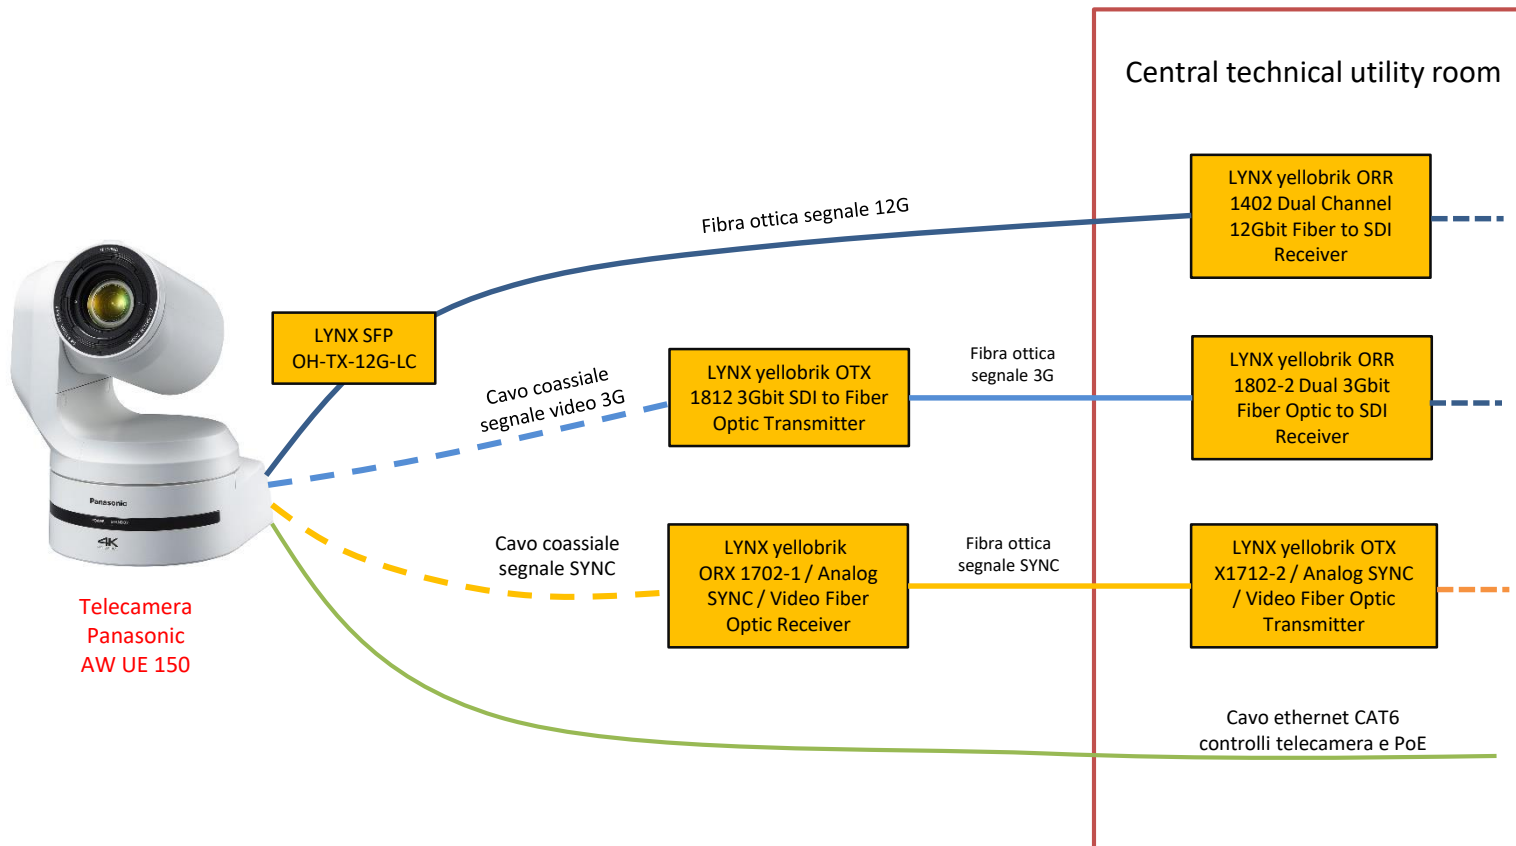 Central technical utility room
LYNX yellobrik ORR
1402 Dual Channel
12Gbit Fiber to SDI
Receiver
Fibra ottica segnale 12G
LYNX SFP
OH-TX-12G-LC
Cavo coassiale
segnale video 3G
LYNX yellobrik OTX
1812 3Gbit SDI to Fiber
Optic Transmitter
Fibra ottica
segnale 3G
LYNX yellobrik ORR
1802-2 Dual 3Gbit
Fiber Optic to SDI
Receiver
Panasonic
4K
Cavo coassiale
segnale SYNC
LYNX yellobrik
ORX 1702-1 / Analog
SYNC / Video Fiber
Optic Receiver
Fibra ottica
segnale SYNC
LYNX yellobrik OTX
X1712-2 / Analog SYNC
/ Video Fiber Optic
Transmitter
Telecamera
Panasonic
AW UE 150
Cavo ethernet CAT6
controlli telecamera e PoE